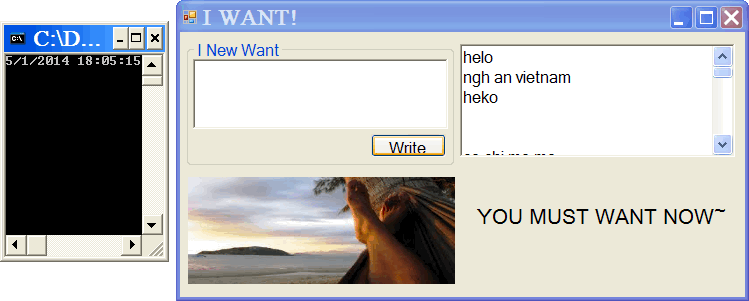 C:\D...
5/1/2014 18:05:15
I WANT!
I New Want
Write
helo
ngh an vietnam
heko
YOU MUST WANT NOW~